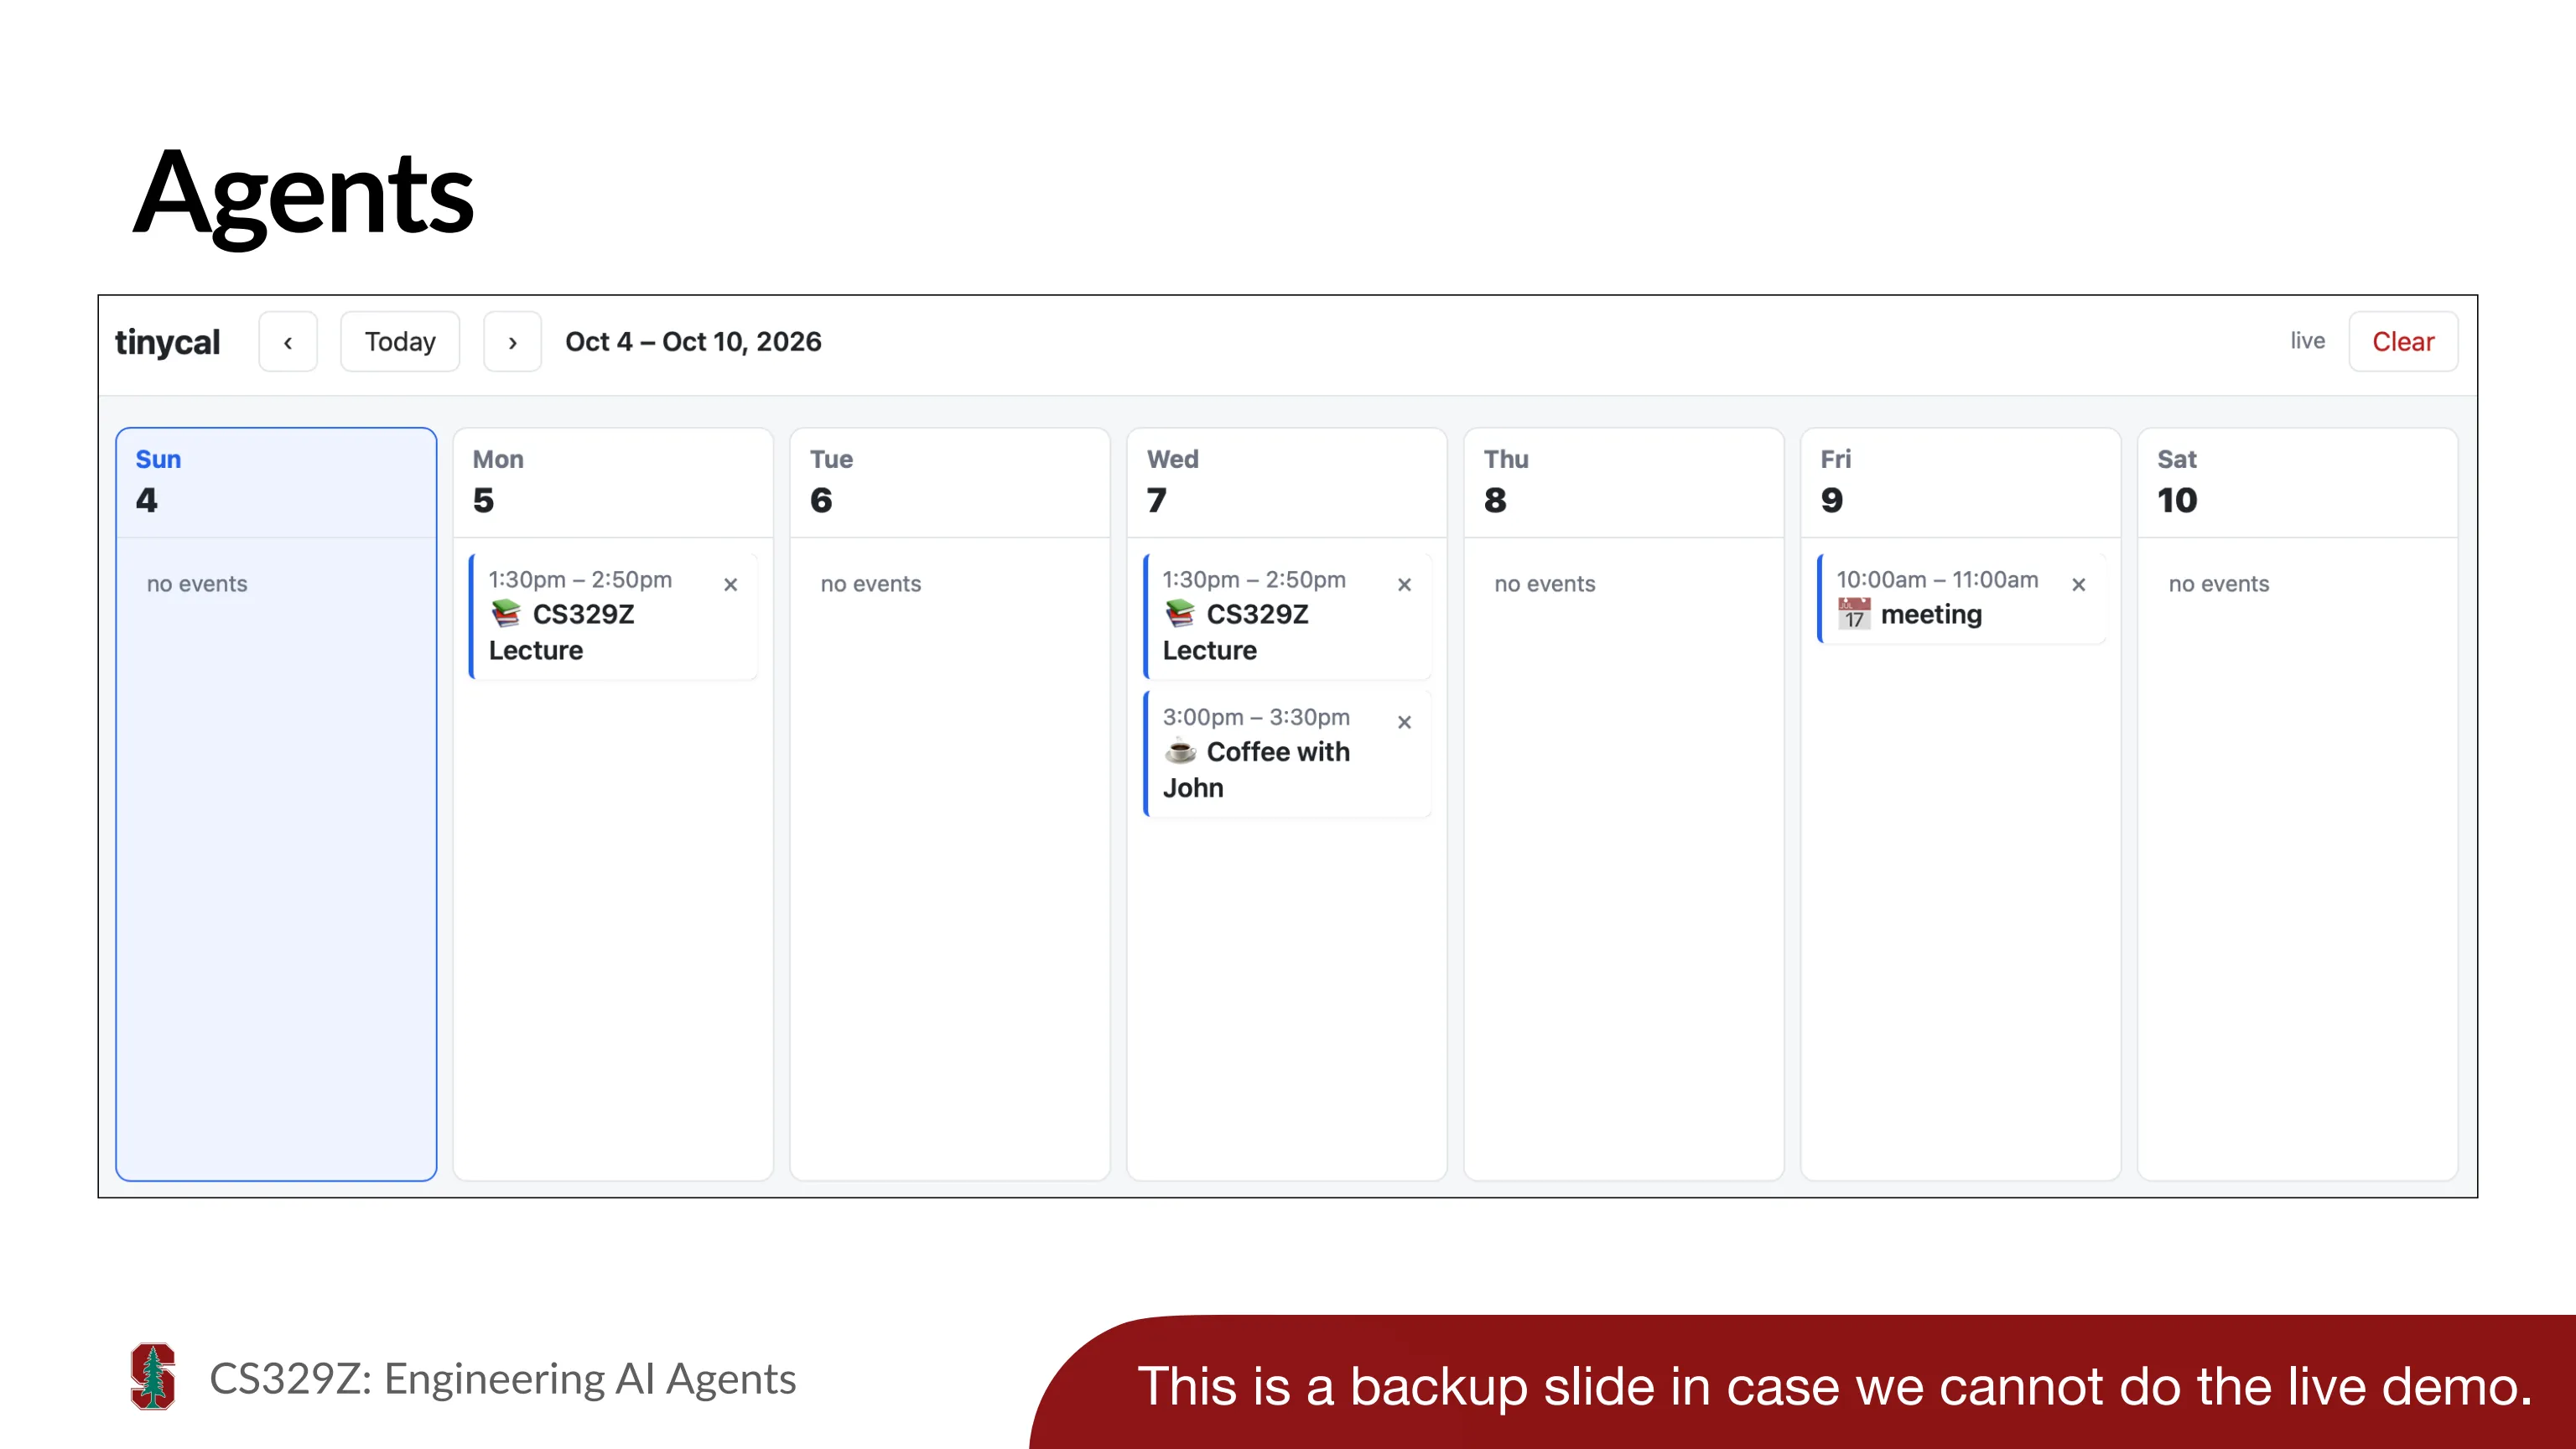 Agents
tinycal ‹ Today › Oct 4 – Oct 10, 2026 live Clear
Sun
4
no events
Mon
5
1:30pm – 2:50pm ×
📚 CS329Z
Lecture
Tue
6
no events
Wed
7
1:30pm – 2:50pm ×
📚 CS329Z
Lecture
3:00pm – 3:30pm ×
☕ Coffee with
John
Thu
8
no events
Fri
9
10:00am – 11:00am ×
📅 meeting
Sat
10
no events
CS329Z: Engineering AI Agents
This is a backup slide in case we cannot do the live demo.